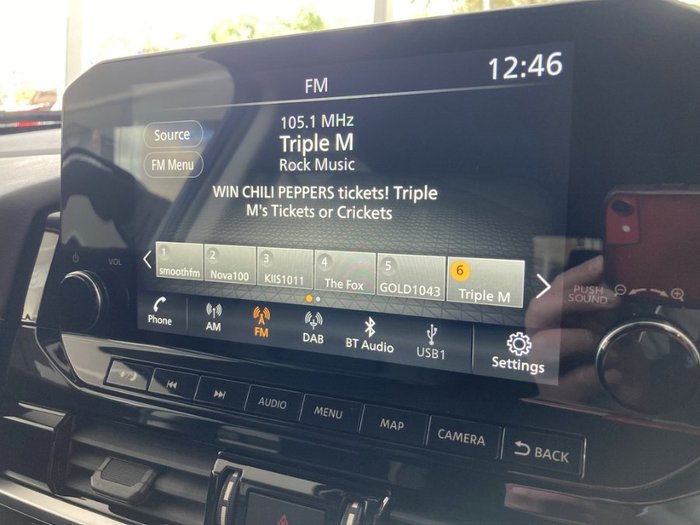 12:46
FM
105.1 MHz
Source
Triple M
FM Menu
Rock Music
WIN CHILI PEPPERS tickets! Triple
M's Tickets or Crickets
1 2 3 4 5 6
smoothfm Nova100 KIIS1011 The Fox GOLD1043 Triple M
VOL
PUSH
SOUND
Phone AM FM DAB BT Audio USB1 Settings
AUDIO MENU MAP CAMERA BACK